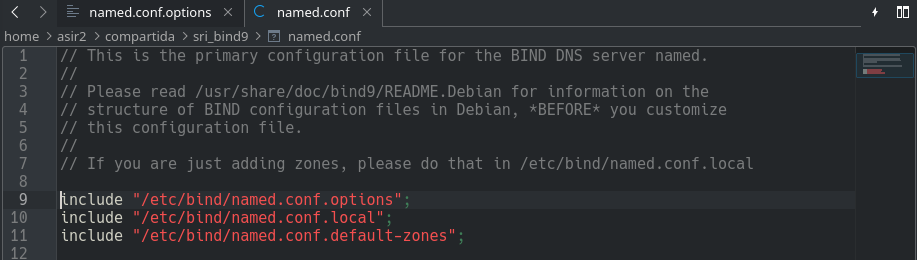 named.conf.options
named.conf
home asir2 compartida sri_bind9 named.conf
1 // This is the primary configuration file for the BIND DNS server named.
2 //
3 // Please read /usr/share/doc/bind9/README.Debian for information on the
4 // structure of BIND configuration files in Debian, *BEFORE* you customize
5 // this configuration file.
6 //
7 // If you are just adding zones, please do that in /etc/bind/named.conf.local
8
9 include "/etc/bind/named.conf.options";
10 include "/etc/bind/named.conf.local";
11 include "/etc/bind/named.conf.default-zones";
12